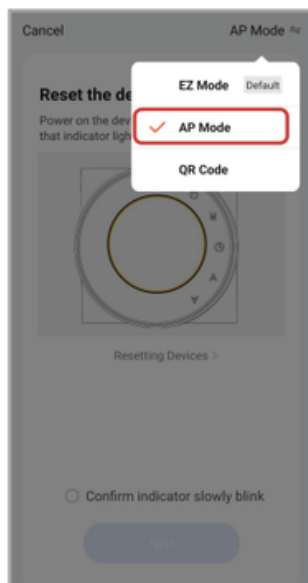 Cancel
AP Mode
EZ Mode Default
Reset the de
Power on the dev
AP Mode
that indicator ligh
QR Code
A
Resetting Devices >
Confirm indicator slowly blink
Next